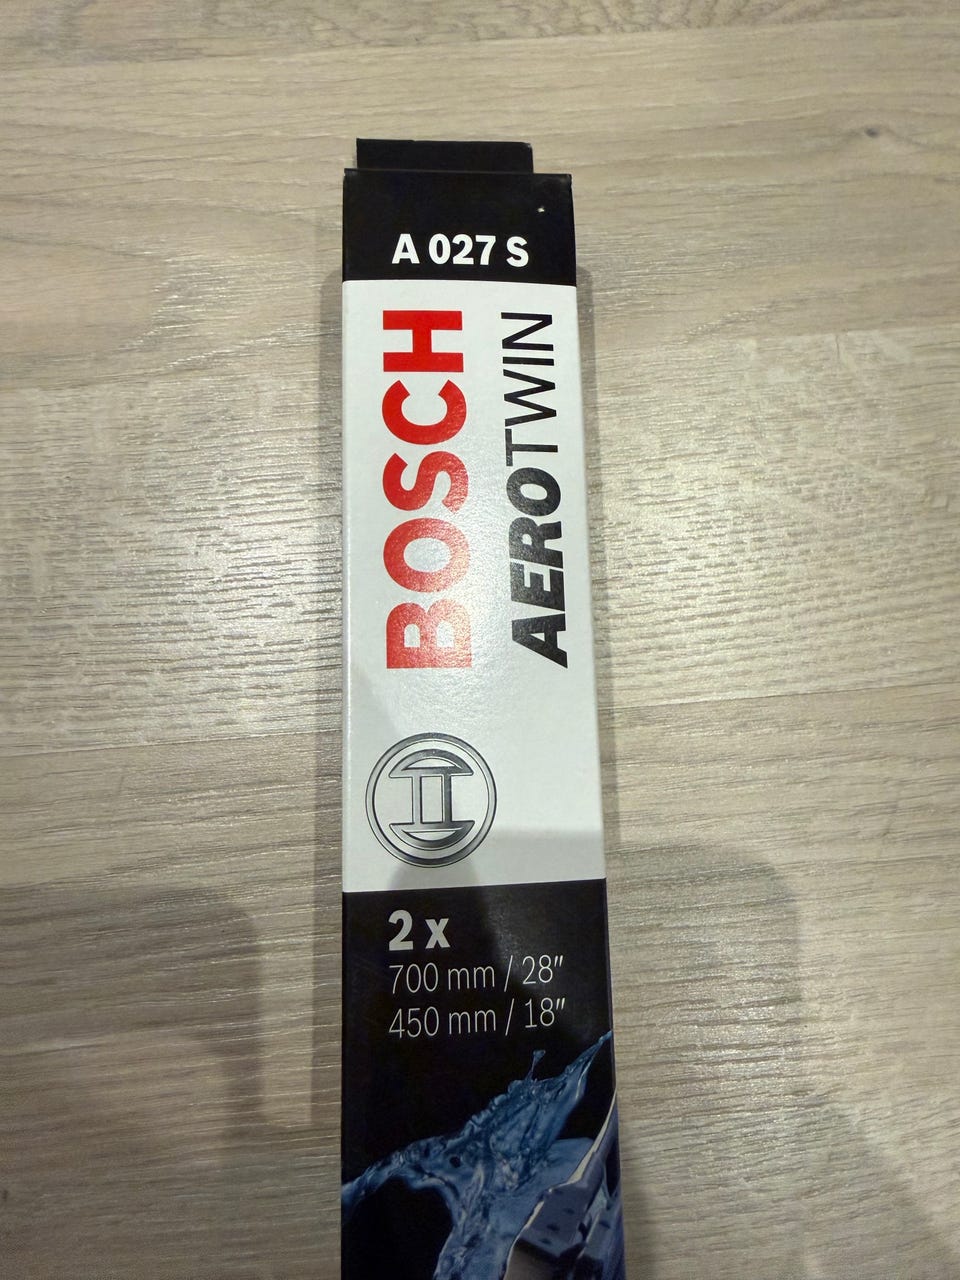 A 027 S
BOSCH
AEROTWIN
2 x
700 mm / 28″
450 mm / 18″